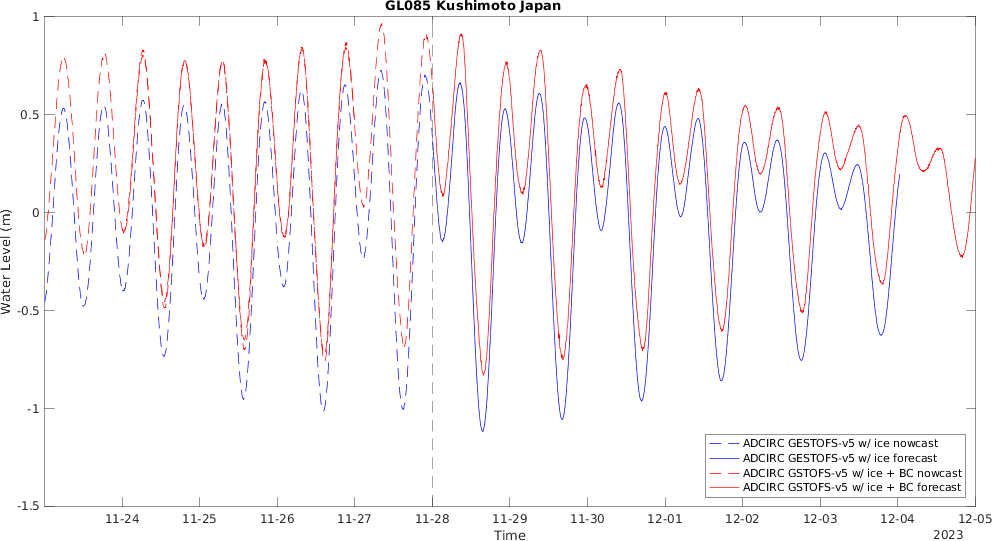 GL085 Kushimoto Japan
1
0.5
0
-0.5
-1
-1.5
Water Level (m)
11-24 11-25 11-26 11-27 11-28 11-29 11-30 12-01 12-02 12-03 12-04 12-05
Time
2023
ADCIRC GESTOFS-v5 w/ ice nowcast
ADCIRC GESTOFS-v5 w/ ice forecast
ADCIRC GSTOFS-v5 w/ ice + BC nowcast
ADCIRC GSTOFS-v5 w/ ice + BC forecast